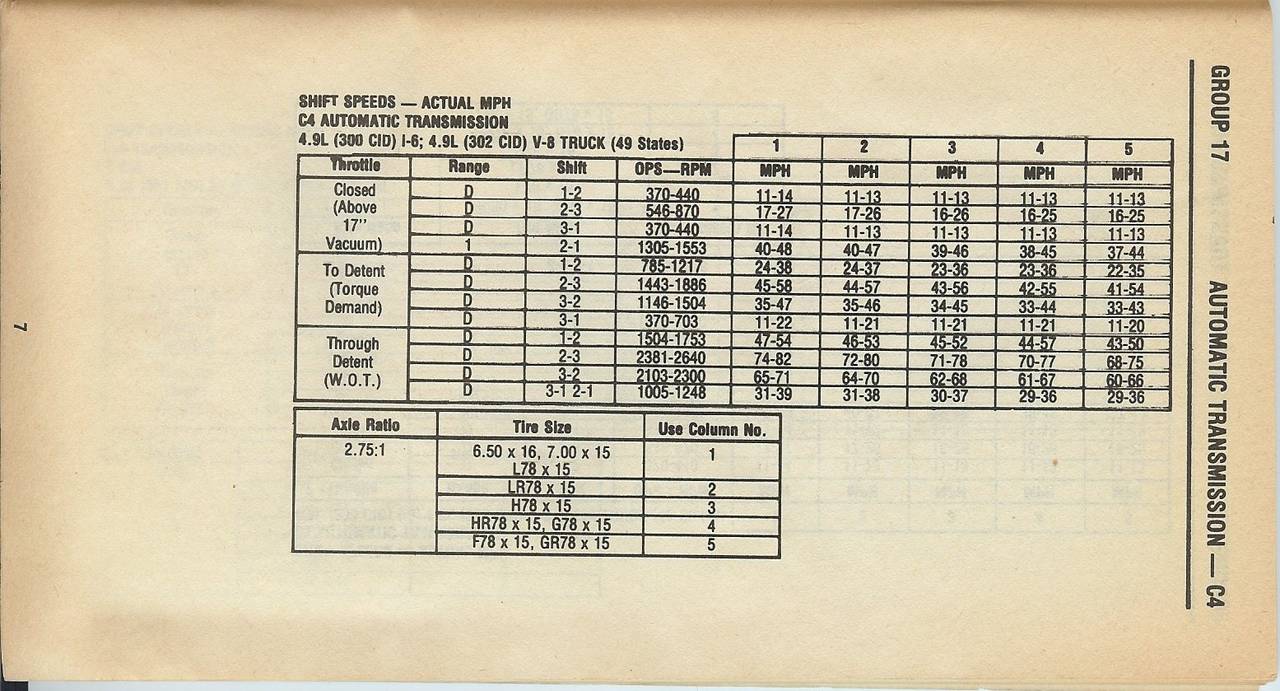 GROUP 17 AUTOMATIC TRANSMISSION — C4
SHIFT SPEEDS — ACTUAL MPH
C4 AUTOMATIC TRANSMISSION
4.9L (300 CID) I-6; 4.9L (302 CID) V-8 TRUCK (49 States)
1 2 3 4 5
Throttle Range Shift OPS—RPM MPH MPH MPH MPH MPH
Closed (Above 17" Vacuum) D 1-2 370-440 11-14 11-13 11-13 11-13 11-13
D 2-3 546-870 17-27 17-26 16-26 16-25 16-25
D 3-1 370-440 11-14 11-13 11-13 11-13 11-13
1 2-1 1305-1553 40-48 40-47 39-46 38-45 37-44
To Detent (Torque Demand) D 1-2 785-1217 24-38 24-37 23-36 23-36 22-35
D 2-3 1443-1886 45-58 44-57 43-56 42-55 41-54
D 3-2 1146-1504 35-47 35-46 34-45 33-44 33-43
D 3-1 370-703 11-22 11-21 11-21 11-21 11-20
Through Detent (W.O.T.) D 1-2 1504-1753 47-54 46-53 45-52 44-57 43-50
D 2-3 2381-2640 74-82 72-80 71-78 70-77 68-75
D 3-2 2103-2300 65-71 64-70 62-68 61-67 60-66
D 3-1 2-1 1005-1248 31-39 31-38 30-37 29-36 29-36
Axle Ratio Tire Size Use Column No.
2.75:1 6.50 x 16, 7.00 x 15 1
L78 x 15
LR78 x 15 2
H78 x 15 3
HR78 x 15, G78 x 15 4
F78 x 15, GR78 x 15 5
7